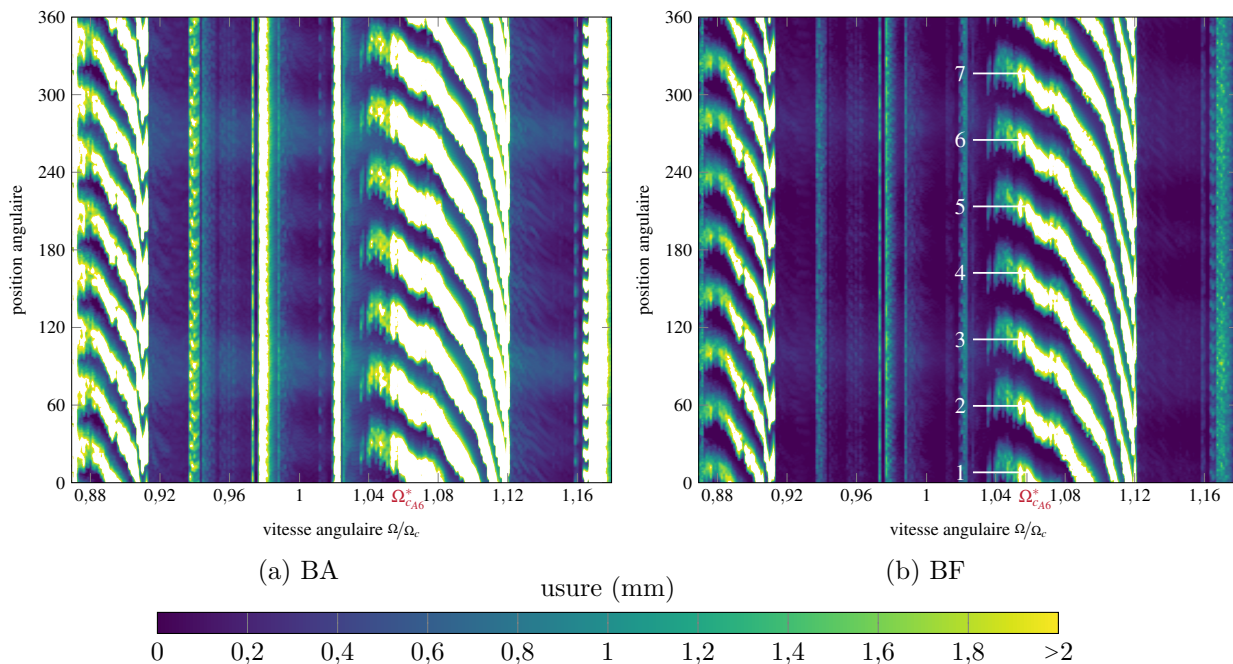 360
300
240
180
120
60
0
position angulaire
0,88 0,92 0,96 1 1,04 1,08 1,12 1,16
Ω*cA6
vitesse angulaire Ω/Ωc
(a) BA
360
300
240
180
120
60
0
position angulaire
7
6
5
4
3
2
1
0,88 0,92 0,96 1 1,04 1,08 1,12 1,16
Ω*cA6
vitesse angulaire Ω/Ωc
(b) BF
usure (mm)
0 0,2 0,4 0,6 0,8 1 1,2 1,4 1,6 1,8 >2